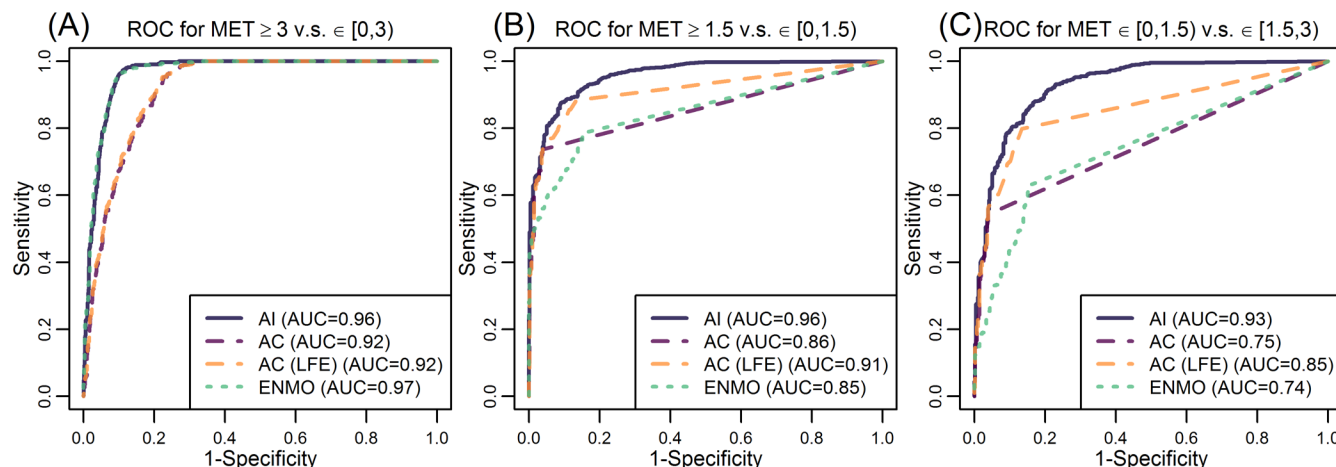 (A) ROC for MET ≥ 3 v.s. ∈ [0,3)
Sensitivity
0.0 0.2 0.4 0.6 0.8 1.0
AI (AUC=0.96)
AC (AUC=0.92)
AC (LFE) (AUC=0.92)
ENMO (AUC=0.97)
0.0 0.2 0.4 0.6 0.8 1.0
1-Specificity
(B) ROC for MET ≥ 1.5 v.s. ∈ [0,1.5)
Sensitivity
0.0 0.2 0.4 0.6 0.8 1.0
AI (AUC=0.96)
AC (AUC=0.86)
AC (LFE) (AUC=0.91)
ENMO (AUC=0.85)
0.0 0.2 0.4 0.6 0.8 1.0
1-Specificity
(C) ROC for MET ∈ [0,1.5) v.s. ∈ [1.5,3)
Sensitivity
0.0 0.2 0.4 0.6 0.8 1.0
AI (AUC=0.93)
AC (AUC=0.75)
AC (LFE) (AUC=0.85)
ENMO (AUC=0.74)
0.0 0.2 0.4 0.6 0.8 1.0
1-Specificity